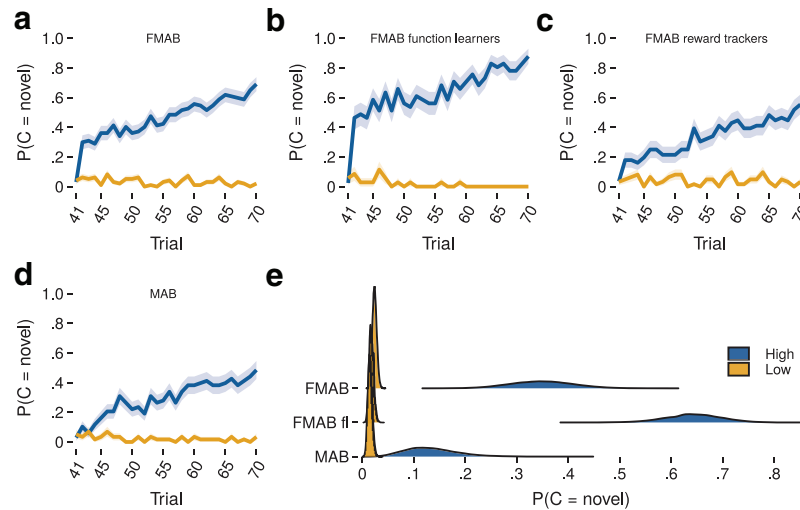 a
FMAB
1.0
.8
.6
.4
.2
0
P(C = novel)
41
45
50
55
60
65
70
Trial
b
FMAB function learners
1.0
.8
.6
.4
.2
0
P(C = novel)
41
45
50
55
60
65
70
Trial
c
FMAB reward trackers
1.0
.8
.6
.4
.2
0
P(C = novel)
41
45
50
55
60
65
70
Trial
d
MAB
1.0
.8
.6
.4
.2
0
P(C = novel)
41
45
50
55
60
65
70
Trial
e
High
Low
FMAB
FMAB fl
MAB
0 .1 .2 .3 .4 .5 .6 .7 .8
P(C = novel)